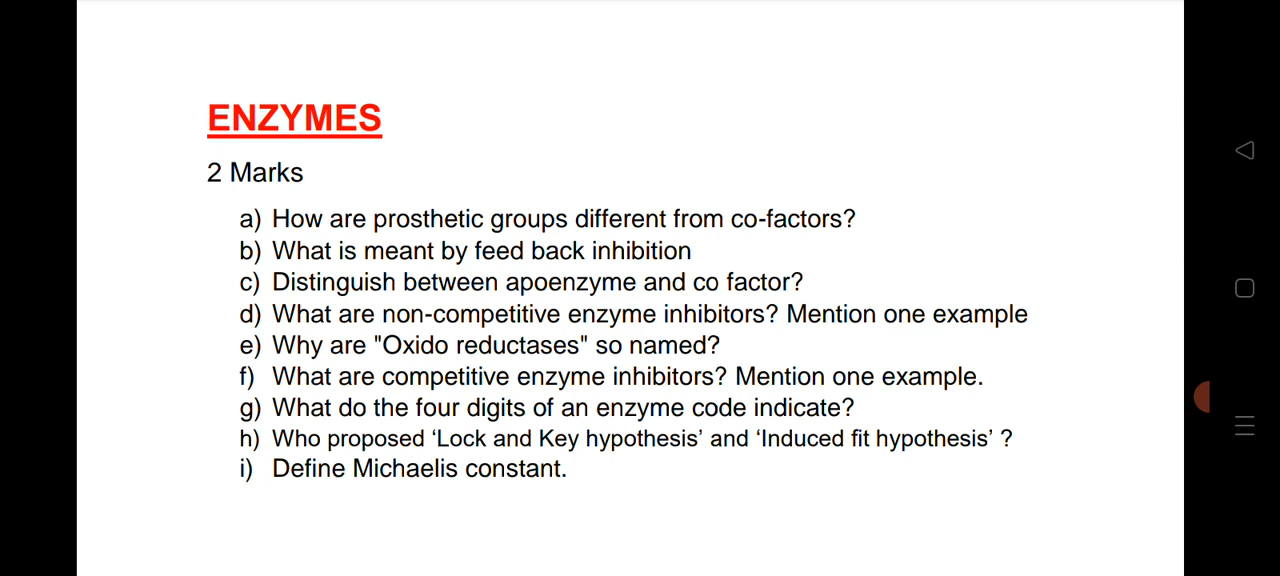 ENZYMES
2 Marks
a) How are prosthetic groups different from co-factors?
b) What is meant by feed back inhibition
c) Distinguish between apoenzyme and co factor?
d) What are non-competitive enzyme inhibitors? Mention one example
e) Why are "Oxido reductases" so named?
f) What are competitive enzyme inhibitors? Mention one example.
g) What do the four digits of an enzyme code indicate?
h) Who proposed ‘Lock and Key hypothesis’ and ‘Induced fit hypothesis’ ?
i) Define Michaelis constant.